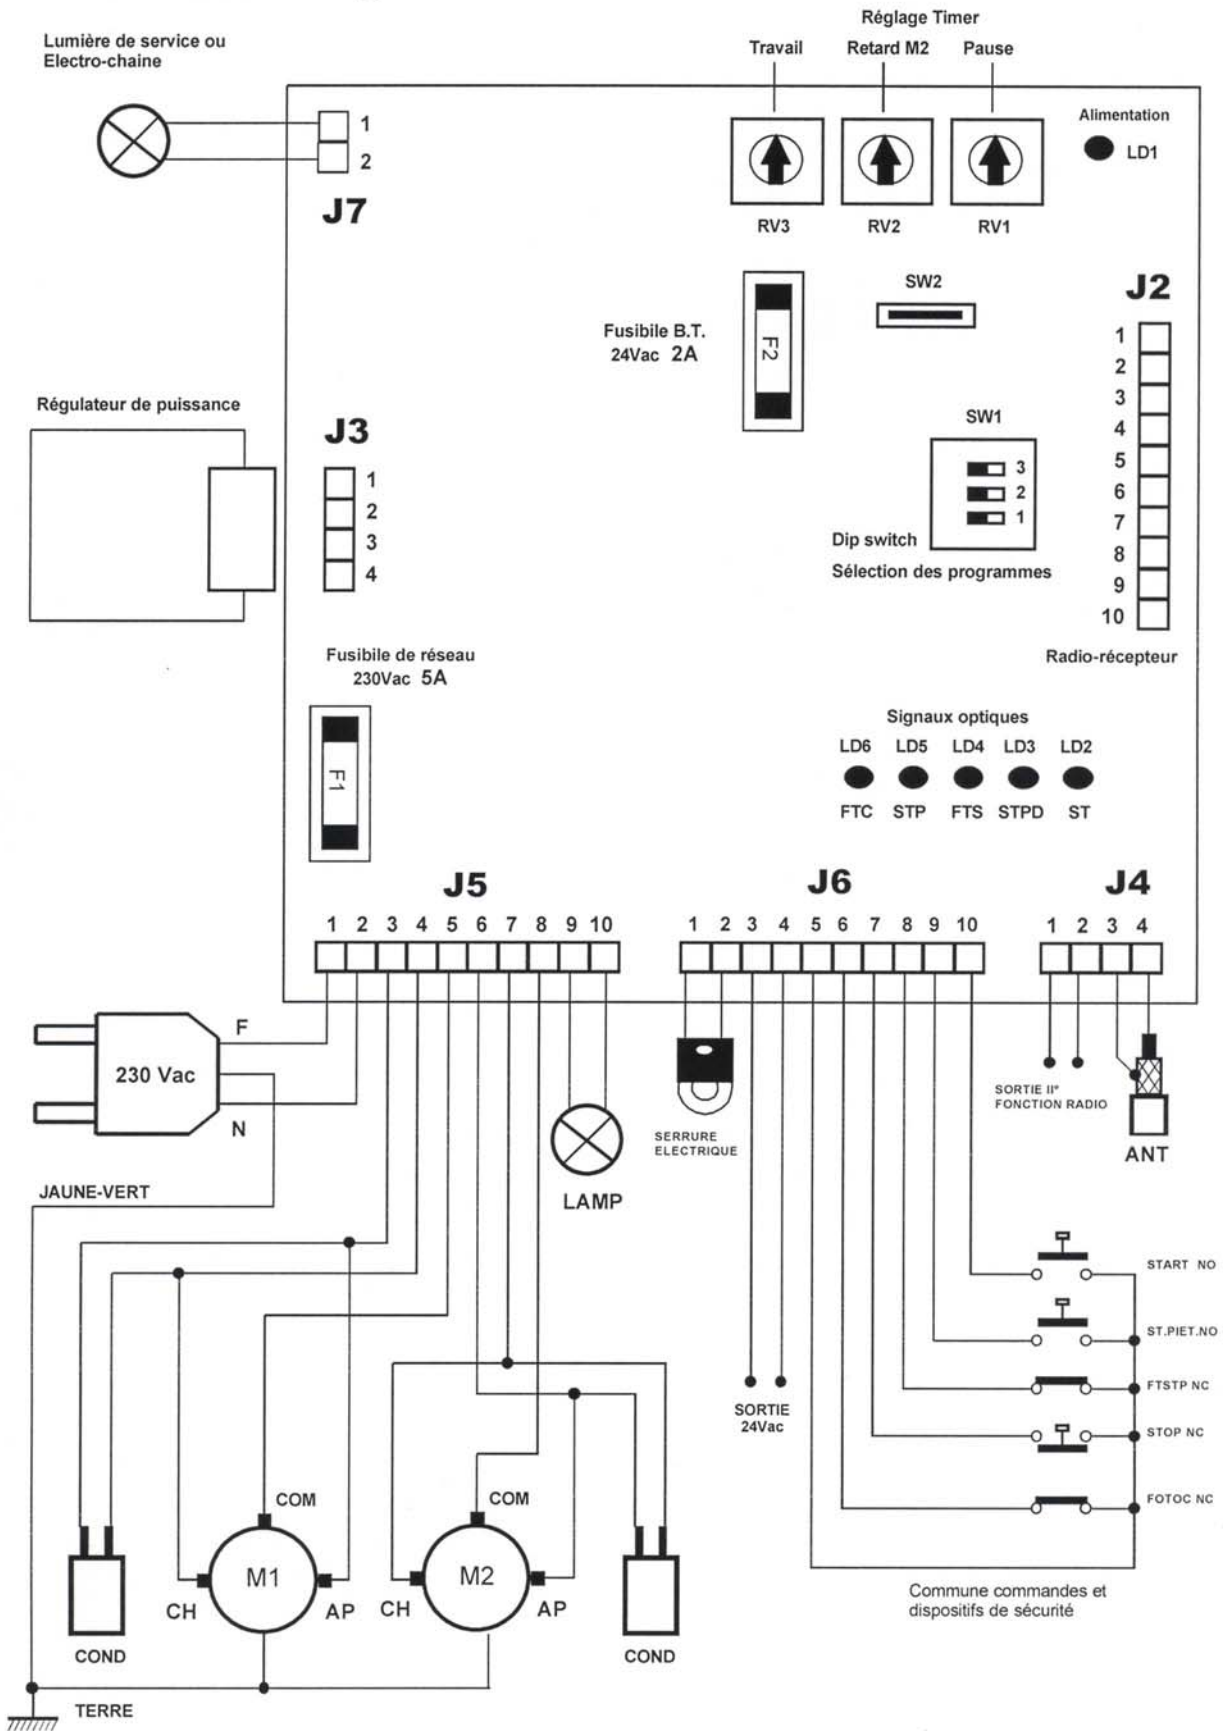 Réglage Timer
Lumière de service ou
Electro-chaine
Travail
Retard M2
Pause
1
2
J7
Alimentation
LD1
RV3
RV2
RV1
SW2
J2
Fusibile B.T.
24Vac 2A
F2
1
2
3
4
5
6
7
8
9
10
Radio-récepteur
SW1
3
2
1
Dip switch
Sélection des programmes
Régulateur de puissance
J3
1
2
3
4
Fusibile de réseau
230Vac 5A
F1
Signaux optiques
LD6 LD5 LD4 LD3 LD2
FTC STP FTS STPD ST
J5
1 2 3 4 5 6 7 8 9 10
J6
1 2 3 4 5 6 7 8 9 10
J4
1 2 3 4
F
230 Vac
N
JAUNE-VERT
LAMP
SERRURE
ELECTRIQUE
SORTIE II°
FONCTION RADIO
ANT
START NO
ST.PIET.NO
FTSTP NC
STOP NC
FOTOC NC
SORTIE
24Vac
COM
COM
M1
M2
CH
AP
CH
AP
COND
COND
Commune commandes et
dispositifs de sécurité
TERRE